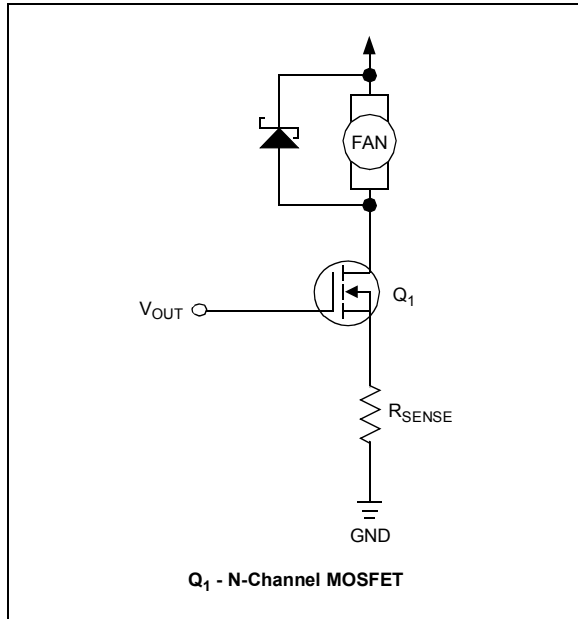 FAN
Q1
VOUT
RSENSE
GND
Q1 - N-Channel MOSFET